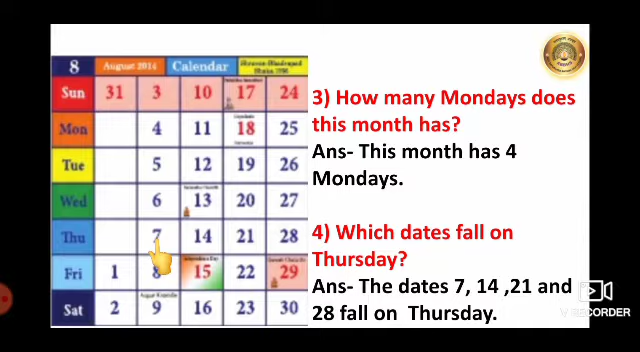 8 August 2014 Calendar
Sun 31 3 10 17 24
Mon 4 11 18 25
Tue 5 12 19 26
Wed 6 13 20 27
Thu 7 14 21 28
Fri 1 8 15 22 29
Sat 2 9 16 23 30
3) How many Mondays does
this month has?
Ans- This month has 4
Mondays.
4) Which dates fall on
Thursday?
Ans- The dates 7, 14 ,21 and
28 fall on Thursday.
V RECORDER